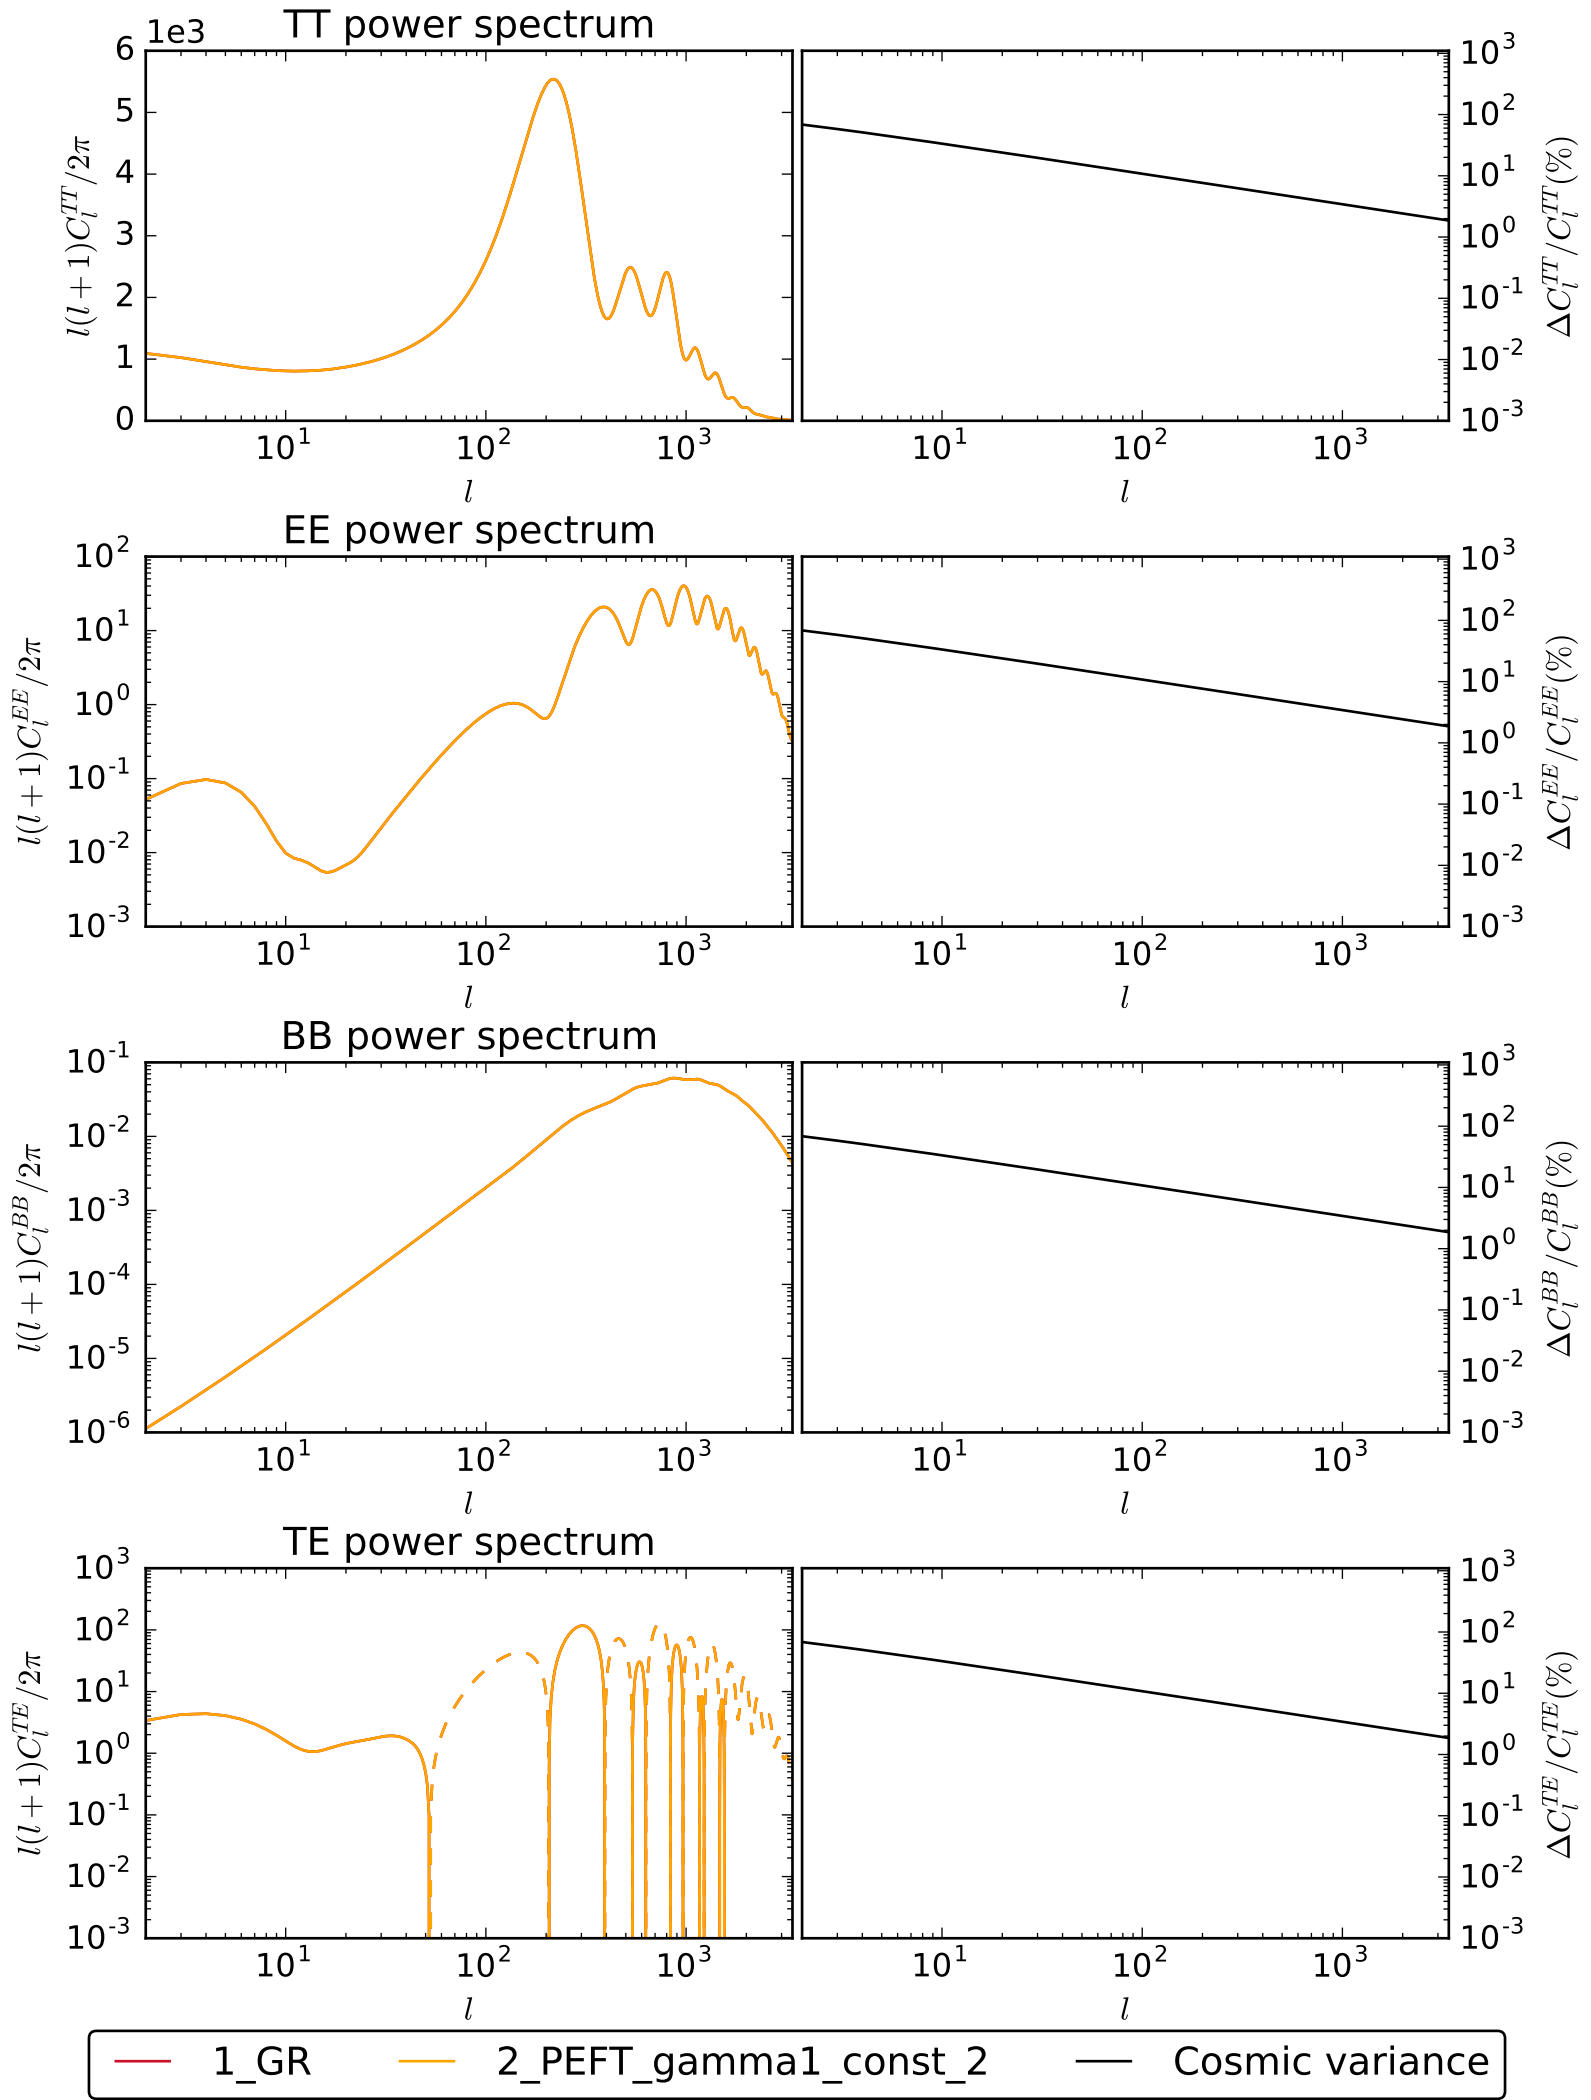 TT power spectrum
1e3
6
5
4
3
2
1
0
l(l + 1)C_l^{TT}/2π
10^1 10^2 10^3
l
10^3
10^2
10^1
10^0
10^-1
10^-2
10^-3
ΔC_l^{TT}/C_l^{TT}(%)
10^1 10^2 10^3
l
EE power spectrum
10^2
10^1
10^0
10^-1
10^-2
10^-3
l(l + 1)C_l^{EE}/2π
10^1 10^2 10^3
l
10^3
10^2
10^1
10^0
10^-1
10^-2
10^-3
ΔC_l^{EE}/C_l^{EE}(%)
10^1 10^2 10^3
l
BB power spectrum
10^-1
10^-2
10^-3
10^-4
10^-5
10^-6
l(l + 1)C_l^{BB}/2π
10^1 10^2 10^3
l
10^3
10^2
10^1
10^0
10^-1
10^-2
10^-3
ΔC_l^{BB}/C_l^{BB}(%)
10^1 10^2 10^3
l
TE power spectrum
10^3
10^2
10^1
10^0
10^-1
10^-2
10^-3
l(l + 1)C_l^{TE}/2π
10^1 10^2 10^3
l
10^3
10^2
10^1
10^0
10^-1
10^-2
10^-3
ΔC_l^{TE}/C_l^{TE}(%)
10^1 10^2 10^3
l
1_GR 2_PEFT_gamma1_const_2 Cosmic variance